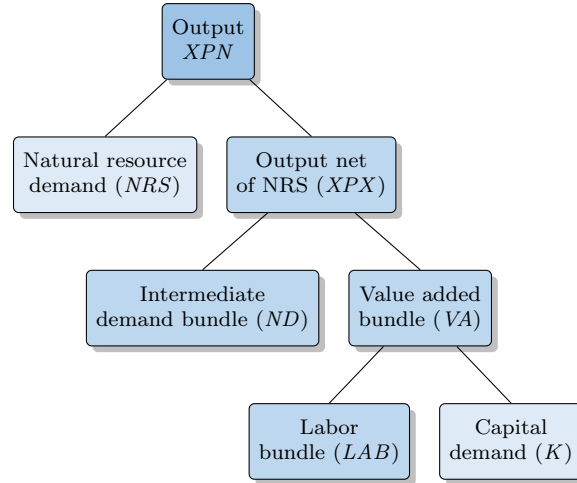 Output
XPN
Natural resource
demand (NRS)
Output net
of NRS (XPX)
Intermediate
demand bundle (ND)
Value added
bundle (VA)
Labor
bundle (LAB)
Capital
demand (K)